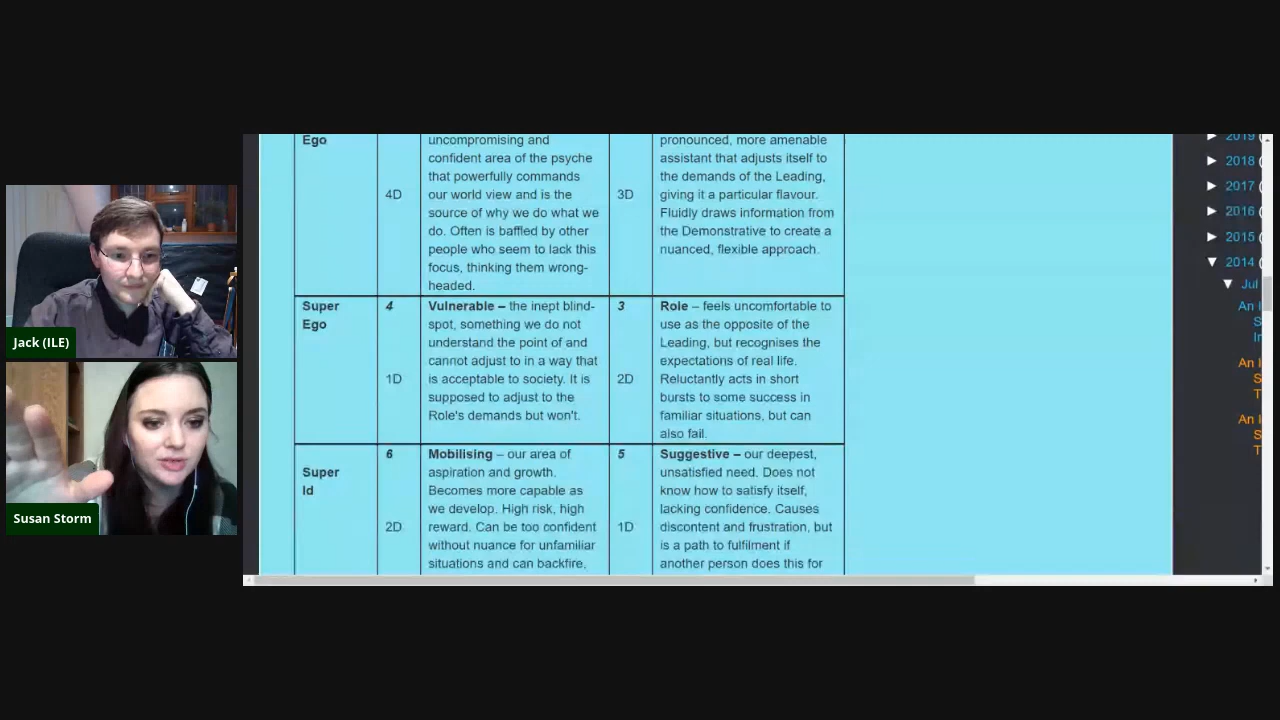 Jack (ILE)
Susan Storm
Ego
4D
uncompromising and
confident area of the psyche
that powerfully commands
our world view and is the
source of why we do what we
do. Often is baffled by other
people who seem to lack this
focus, thinking them wrong-
headed.
3D
pronounced, more amenable
assistant that adjusts itself to
the demands of the Leading,
giving it a particular flavour.
Fluidly draws information from
the Demonstrative to create a
nuanced, flexible approach.
Super
Ego
4
1D
Vulnerable – the inept blind-
spot, something we do not
understand the point of and
cannot adjust to in a way that
is acceptable to society. It is
supposed to adjust to the
Role's demands but won't.
3
2D
Role – feels uncomfortable to
use as the opposite of the
Leading, but recognises the
expectations of real life.
Reluctantly acts in short
bursts to some success in
familiar situations, but can
also fail.
Super
Id
6
2D
Mobilising – our area of
aspiration and growth.
Becomes more capable as
we develop. High risk, high
reward. Can be too confident
without nuance for unfamiliar
situations and can backfire,
5
1D
Suggestive – our deepest,
unsatisfied need. Does not
know how to satisfy itself,
lacking confidence. Causes
discontent and frustration, but
is a path to fulfilment if
another person does this for
► 2019 (
► 2018 (
► 2017 (
► 2016 (
► 2015 (
▼ 2014 (
▼ Jul
An I
S
In
An I
S
T
An I
S
T